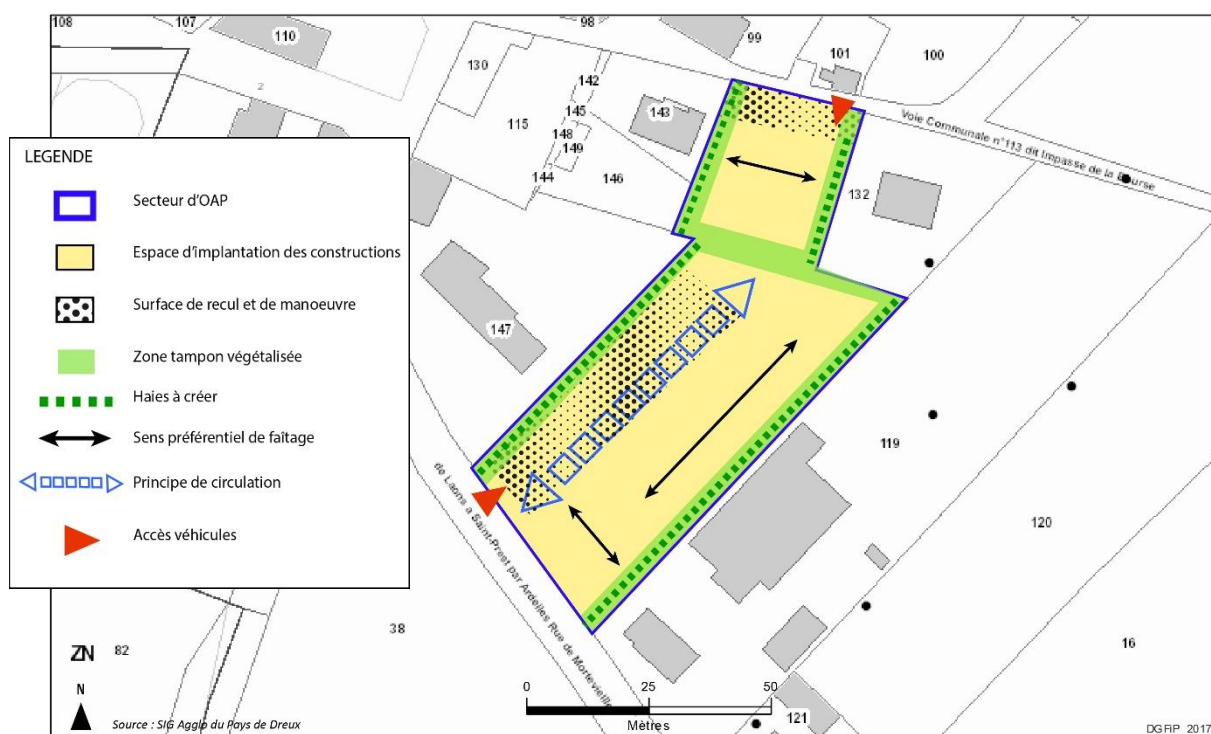 108
107
98
110
99
101
100
130
142
2
145
143
115
148
149
144
146
132
Voie Communale n°113 dit Impasse de la Bourse
LEGENDE
Secteur d'OAP
Espace d'implantation des constructions
Surface de recul et de manoeuvre
Zone tampon végétalisée
Haies à créer
Sens préférentiel de faîtage
Principe de circulation
Accès véhicules
147
119
120
de Laons a Saint-Prest par Ardelles Rue de Mortevieille
38
82
16
121
ZN
N
Source : SIG Agglo du Pays de Dreux
0 25 50
Mètres
DGFiP 2017